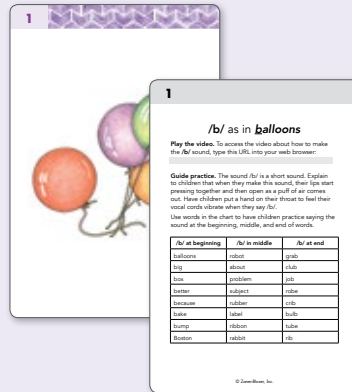 1
1
/b/ as in balloons
Play the video. To access the video about how to make
the /b/ sound, type this URL into your web browser:
Guide practice. The sound /b/ is a short sound. Explain
to children that when they make this sound, their lips start
pressing together and then open as a puff of air comes
out. Have children put a hand on their throat to feel their
vocal cords vibrate when they say /b/.
Use words in the chart to have children practice saying the
sound at the beginning, middle, and end of words.
/b/ at beginning /b/ in middle /b/ at end
balloons robot grab
big about club
box problem job
better subject robe
because rubber crib
bake label bulb
bump ribbon tube
Boston rabbit rib
© Zaner-Bloser, Inc.